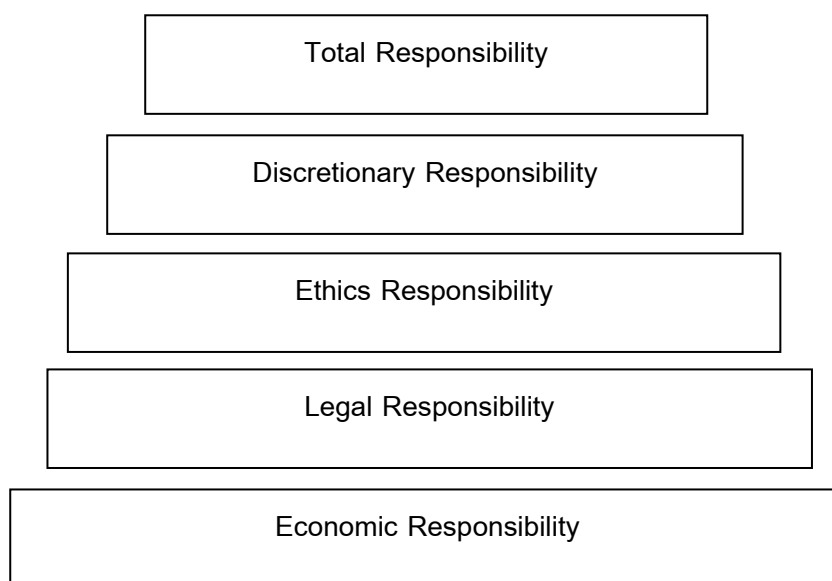 Total Responsibility
Discretionary Responsibility
Ethics Responsibility
Legal Responsibility
Economic Responsibility